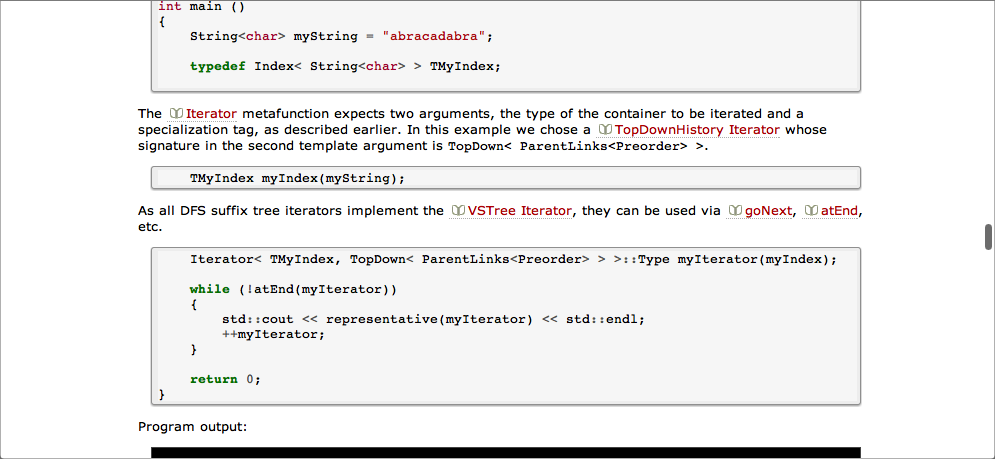 int main ()
{
    String<char> myString = "abracadabra";
    typedef Index< String<char> > TMyIndex;
The Iterator metafunction expects two arguments, the type of the container to be iterated and a
specialization tag, as described earlier. In this example we chose a TopDownHistory Iterator whose
signature in the second template argument is TopDown< ParentLinks<Preorder> >.
    TMyIndex myIndex(myString);
As all DFS suffix tree iterators implement the VSTree Iterator, they can be used via goNext, atEnd,
etc.
    Iterator< TMyIndex, TopDown< ParentLinks<Preorder> > >::Type myIterator(myIndex);
    while (!atEnd(myIterator))
    {
        std::cout << representative(myIterator) << std::endl;
        ++myIterator;
    }
    return 0;
}
Program output: